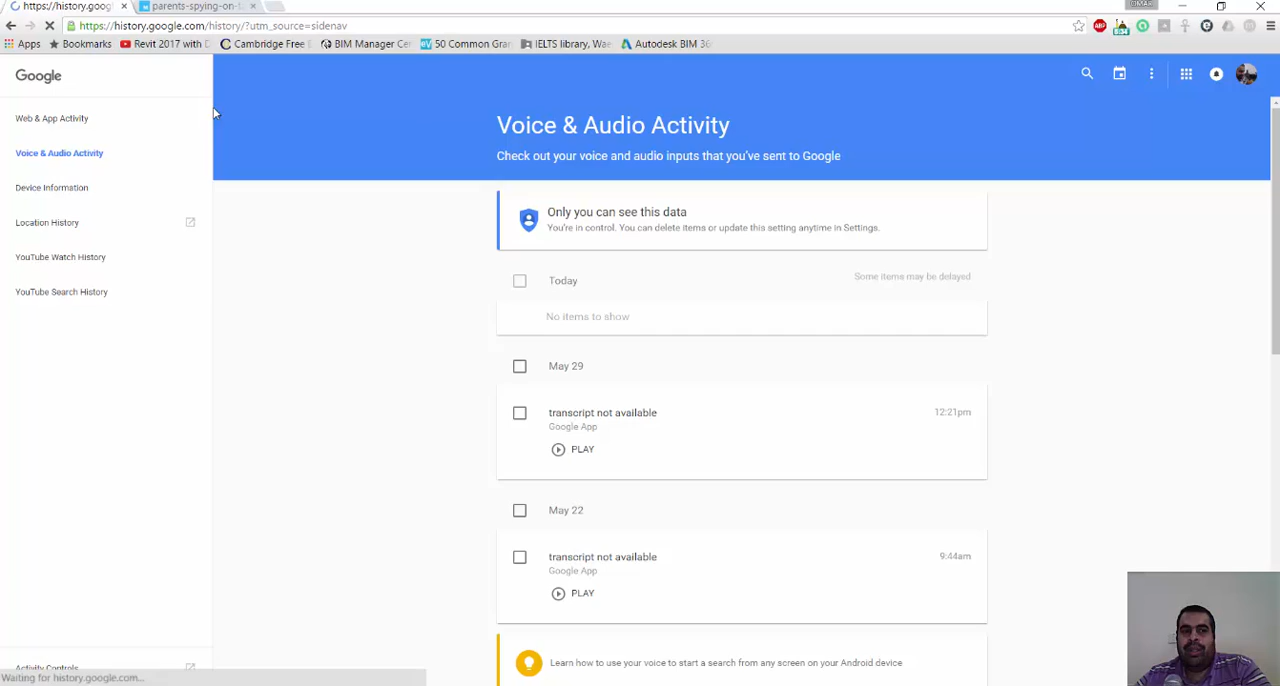 https://history.google.com
parents-spying-on-t
https://history.google.com/history/?utm_source=sidenav
Apps
Bookmarks
Revit 2017 with D
Cambridge Free E
BIM Manager Cer
50 Common Gram
IELTS library, Wae
Autodesk BIM 36
Google
Web & App Activity
Voice & Audio Activity
Device Information
Location History
YouTube Watch History
YouTube Search History
Activity Controls
Waiting for history.google.com...
Voice & Audio Activity
Check out your voice and audio inputs that you've sent to Google
Only you can see this data
You're in control. You can delete items or update this setting anytime in Settings.
Today
Some items may be delayed
No items to show
May 29
transcript not available
12:21pm
Google App
PLAY
May 22
transcript not available
9:44am
Google App
PLAY
Learn how to use your voice to start a search from any screen on your Android device